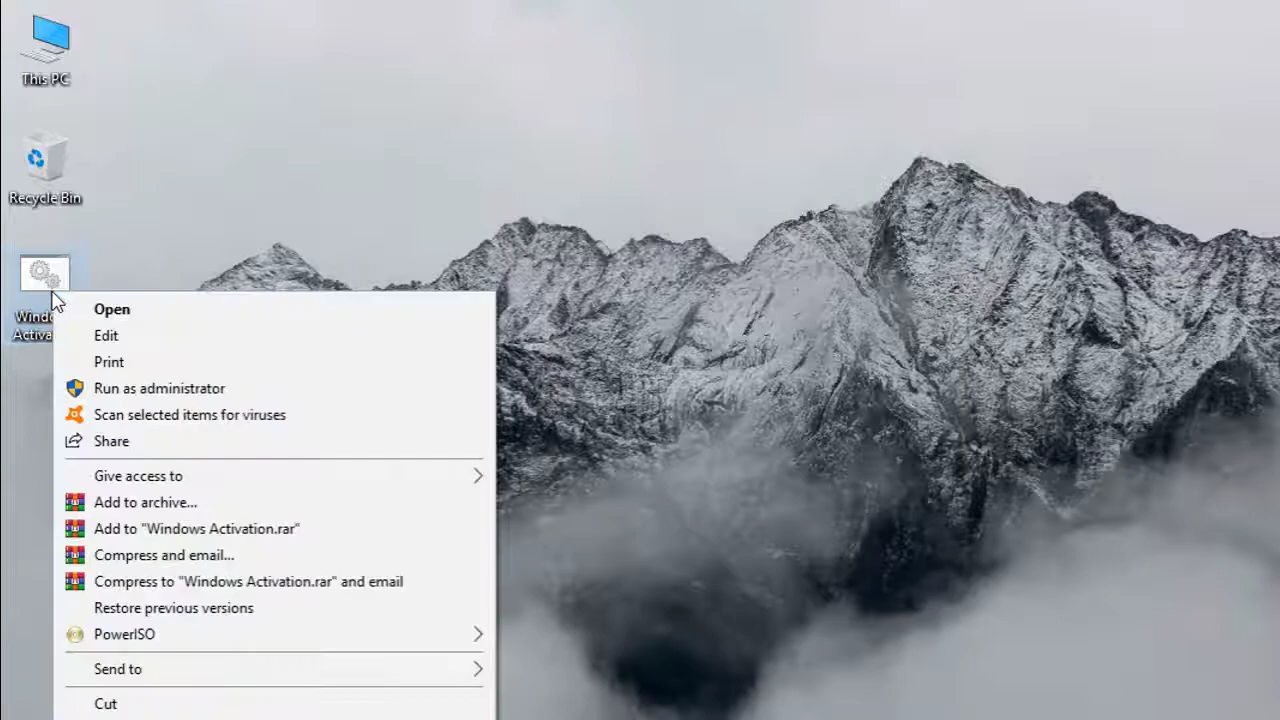 This PC
Recycle Bin
Open
Edit
Print
Run as administrator
Scan selected items for viruses
Share
Give access to
Add to archive...
Add to "Windows Activation.rar"
Compress and email...
Compress to "Windows Activation.rar" and email
Restore previous versions
PowerISO
Send to
Cut